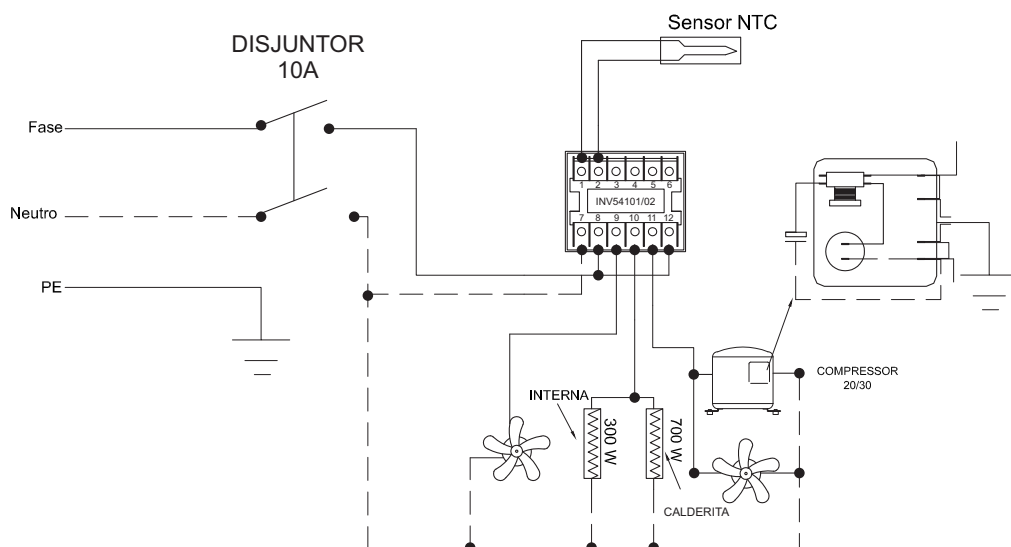 Sensor NTC
DISJUNTOR
10A
Fase
Neutro
PE
1 2 3 4 5 6
INV54101/02
7 8 9 10 11 12
INTERNA
300 W
700 W
CALDERITA
COMPRESSOR
20/30